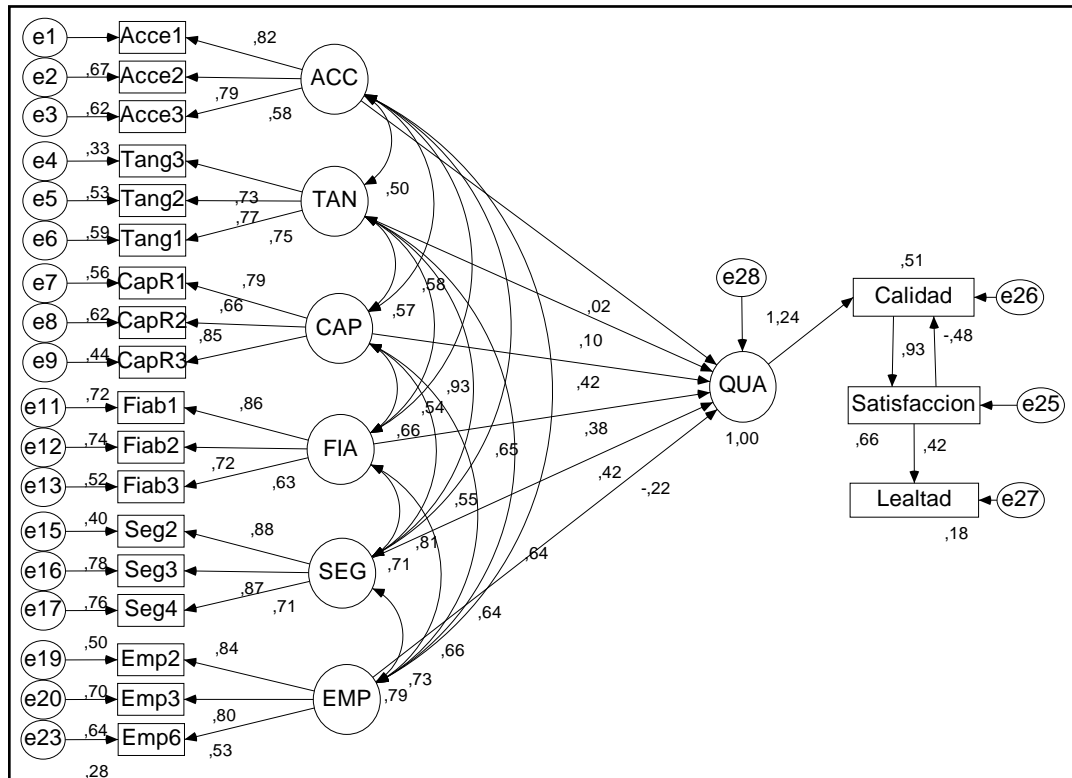 e1 Acce1 ,82
e2 ,67 Acce2 ACC
,79
e3 ,62 Acce3 ,58
e4 ,33 Tang3
e5 ,53 Tang2 ,73 TAN ,50
e6 ,59 Tang1 ,77 ,75
e7 ,56 CapR1 ,79 ,58
e8 ,62 CapR2 ,66 CAP ,57
e9 ,44 CapR3 ,85
e11 ,72 Fiab1 ,86 ,93 ,54
e12 ,74 Fiab2 FIA ,66 ,65
e13 ,52 Fiab3 ,72 ,63
e15 ,40 Seg2 ,88 ,55
e16 ,78 Seg3 SEG ,71 ,81 ,64
e17 ,76 Seg4 ,87 ,71 ,64
e19 ,50 Emp2 ,84 ,66
e20 ,70 Emp3 EMP ,79 ,73
e23 ,64 Emp6 ,80 ,53
,28
,02
,10
,42
,38
,42
-,22
e28
QUA
1,00
1,24
,51
Calidad e26
,93 -,48
Satisfaccion e25
,66 ,42
Lealtad e27
,18